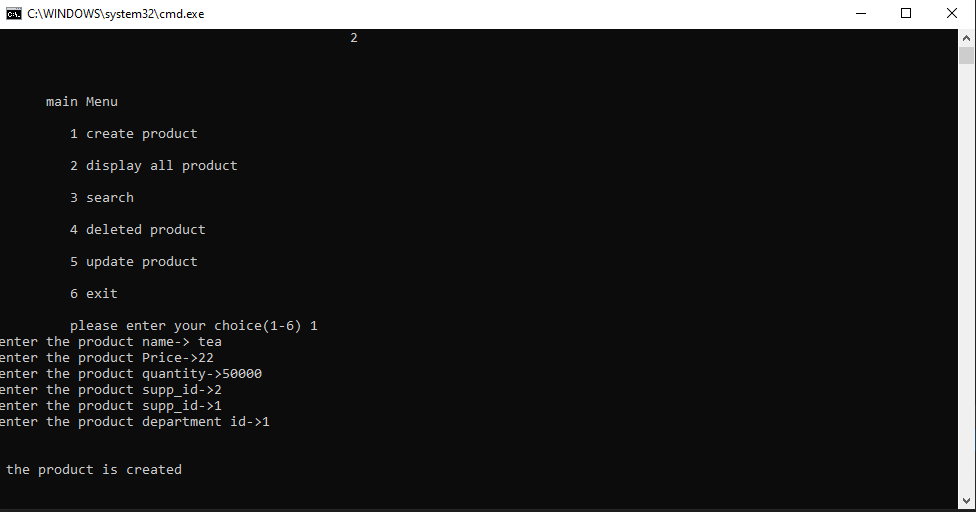 C:\WINDOWS\system32\cmd.exe
2
main Menu
1 create product
2 display all product
3 search
4 deleted product
5 update product
6 exit
please enter your choice(1-6) 1
enter the product name-> tea
enter the product Price->22
enter the product quantity->50000
enter the product supp_id->2
enter the product supp_id->1
enter the product department id->1
the product is created